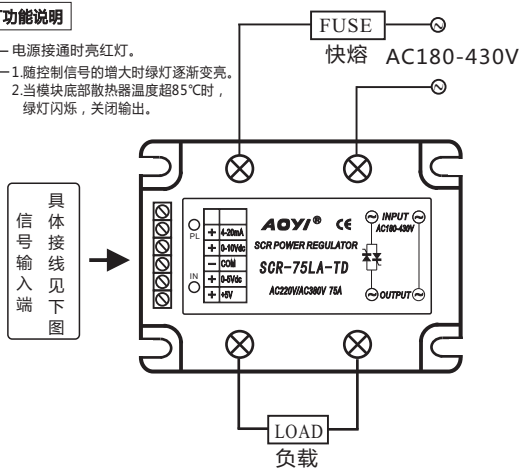 功能说明
电源接通时亮红灯。
1.随控制信号的增大时绿灯逐渐变亮。
2.当模块底部散热器温度超85℃时，
绿灯闪烁，关闭输出。
FUSE
快熔
AC180-430V
具体接线见下图
信号输入端
PL
IN
+ 4-20mA
+ 0-10Vdc
- COM
+ 0-5Vdc
+ +5V
AOYI® CE
SCR POWER REGULATOR
SCR-75LA-TD
AC220V/AC380V 75A
INPUT
AC180-430V
OUTPUT
LOAD
负载